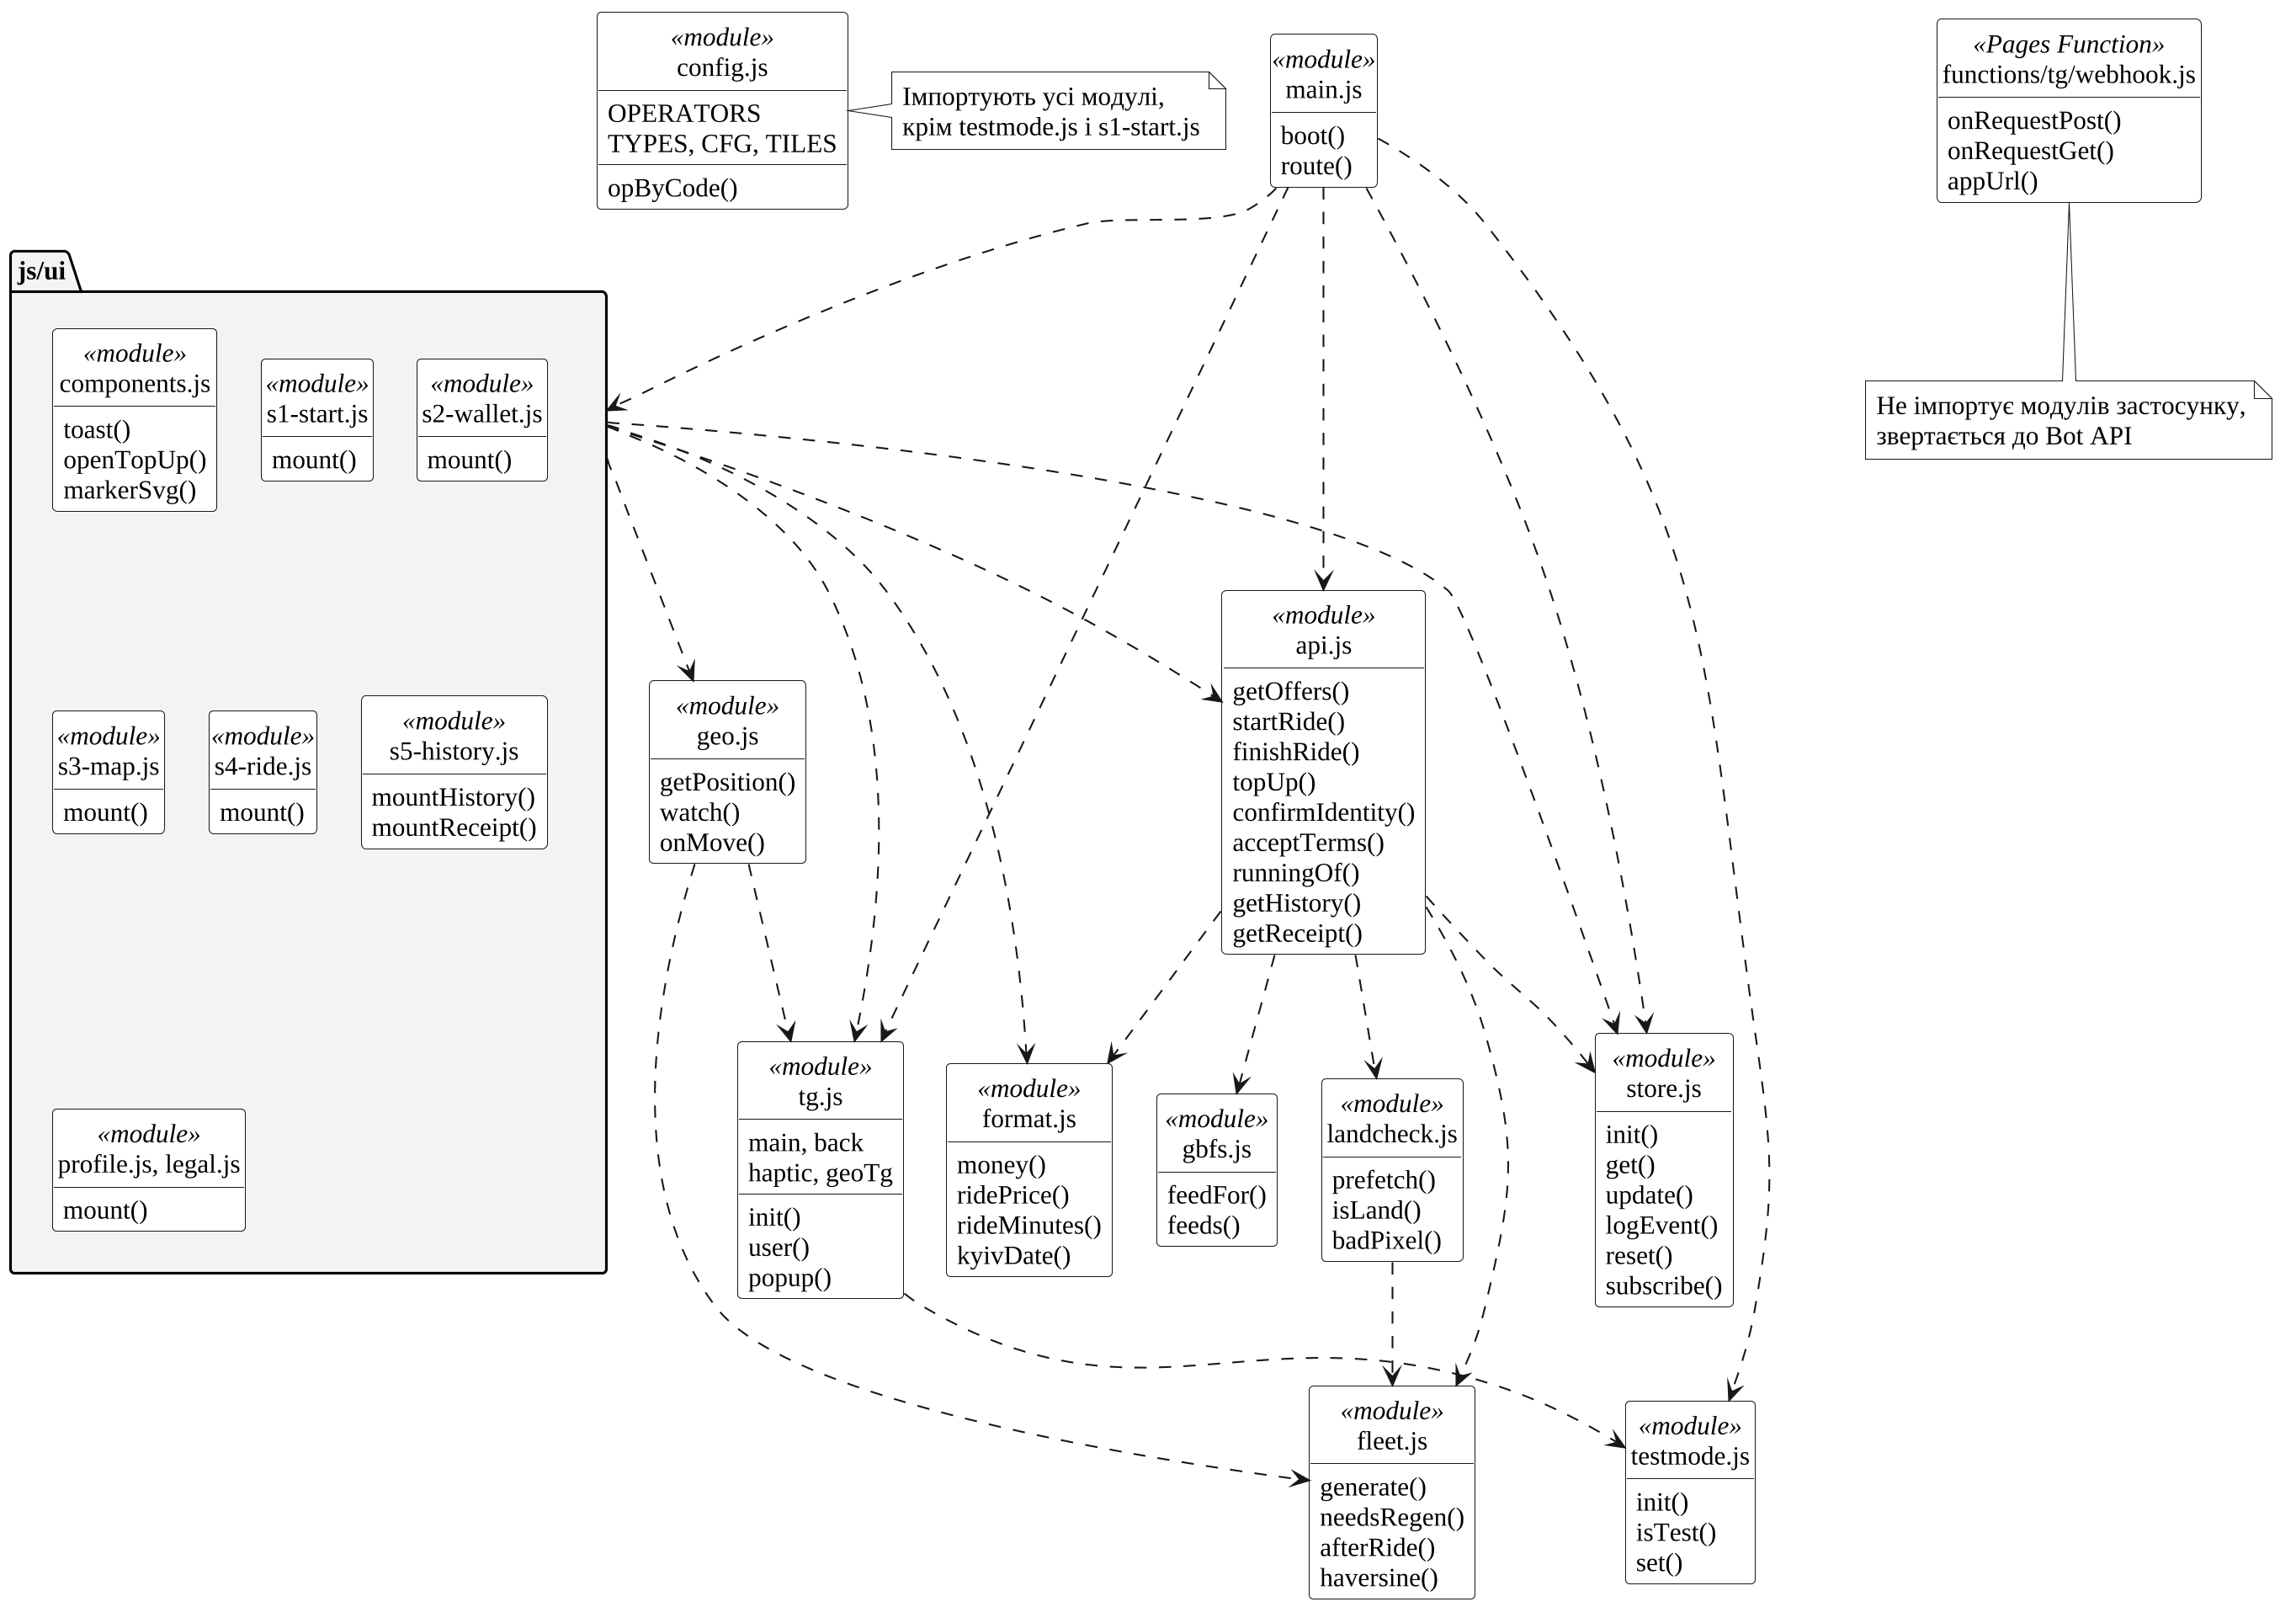 «module»
config.js
OPERATORS
TYPES, CFG, TILES
opByCode()
Імпортують усі модулі,
крім testmode.js і s1-start.js
«module»
main.js
boot()
route()
«Pages Function»
functions/tg/webhook.js
onRequestPost()
onRequestGet()
appUrl()
Не імпортує модулів застосунку,
звертається до Bot API
js/ui
«module»
components.js
toast()
openTopUp()
markerSvg()
«module»
s1-start.js
mount()
«module»
s2-wallet.js
mount()
«module»
s3-map.js
mount()
«module»
s4-ride.js
mount()
«module»
s5-history.js
mountHistory()
mountReceipt()
«module»
profile.js, legal.js
mount()
«module»
geo.js
getPosition()
watch()
onMove()
«module»
api.js
getOffers()
startRide()
finishRide()
topUp()
confirmIdentity()
acceptTerms()
runningOf()
getHistory()
getReceipt()
«module»
tg.js
main, back
haptic, geoTg
init()
user()
popup()
«module»
format.js
money()
ridePrice()
rideMinutes()
kyivDate()
«module»
gbfs.js
feedFor()
feeds()
«module»
landcheck.js
prefetch()
isLand()
badPixel()
«module»
store.js
init()
get()
update()
logEvent()
reset()
subscribe()
«module»
fleet.js
generate()
needsRegen()
afterRide()
haversine()
«module»
testmode.js
init()
isTest()
set()